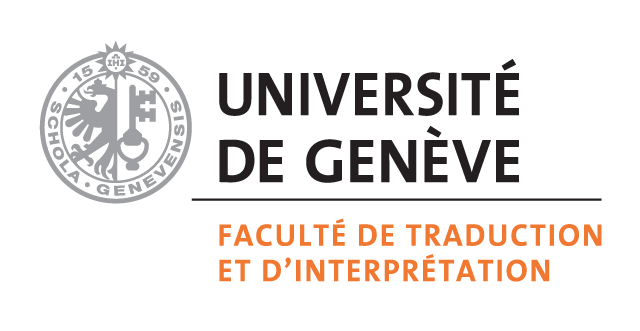 1559
SCHOLA GENEVENSIS
IHS
UNIVERSITÉ
DE GENÈVE
FACULTÉ DE TRADUCTION
ET D’INTERPRÉTATION